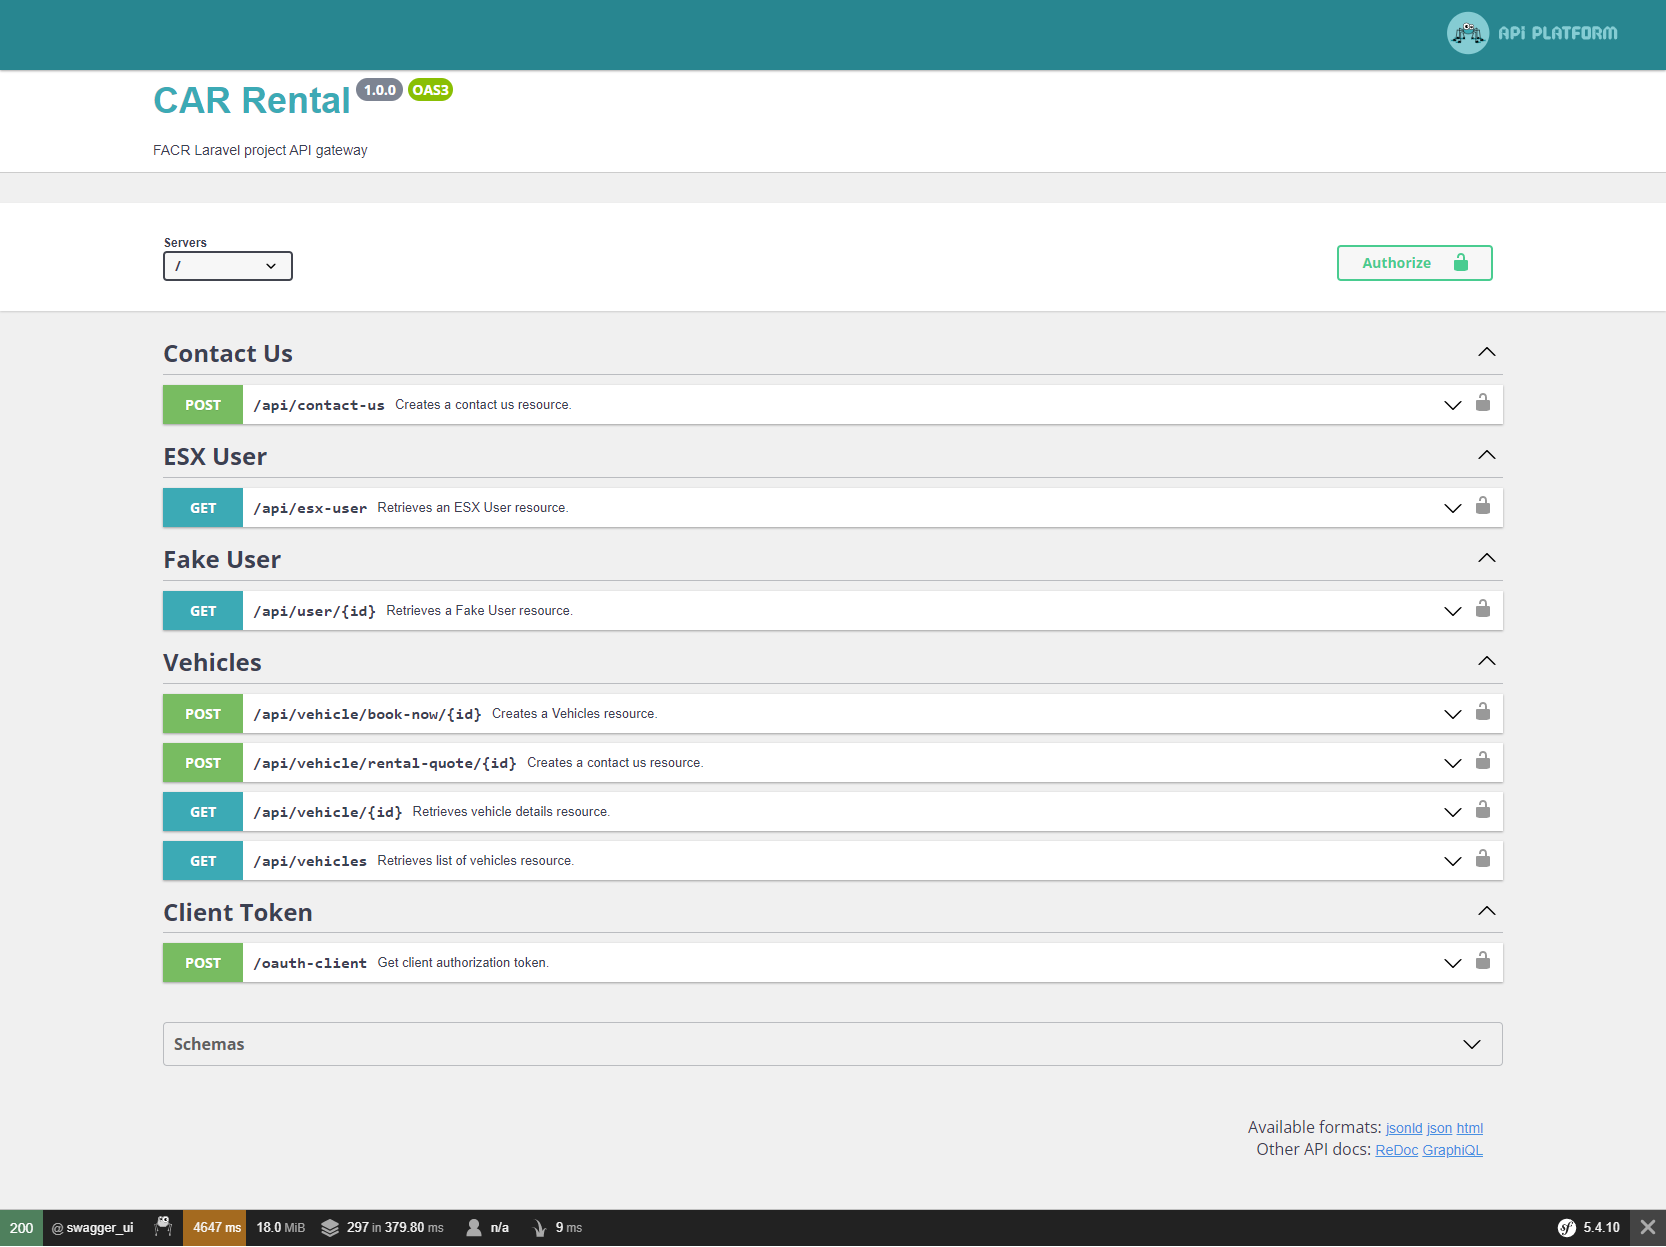 API PLATFORM
CAR Rental 1.0.0 OAS3
FACR Laravel project API gateway
Servers
/
Authorize
Contact Us
POST /api/contact-us Creates a contact us resource.
ESX User
GET /api/esx-user Retrieves an ESX User resource.
Fake User
GET /api/user/{id} Retrieves a Fake User resource.
Vehicles
POST /api/vehicle/book-now/{id} Creates a Vehicles resource.
POST /api/vehicle/rental-quote/{id} Creates a contact us resource.
GET /api/vehicle/{id} Retrieves vehicle details resource.
GET /api/vehicles Retrieves list of vehicles resource.
Client Token
POST /oauth-client Get client authorization token.
Schemas
Available formats: jsonld json html
Other API docs: ReDoc GraphiQL
200 @ swagger_ui 4647 ms 18.0 MiB 297 in 379.80 ms n/a 9 ms sf 5.4.10